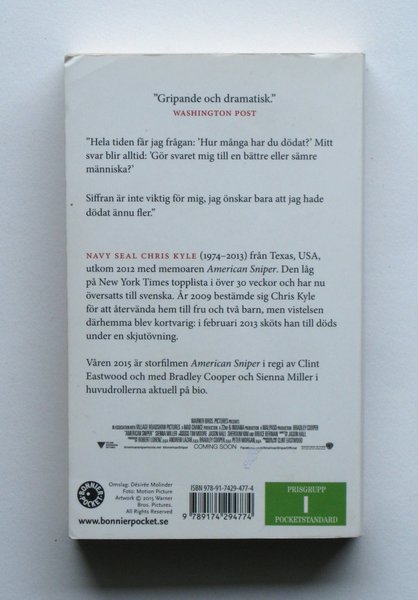 "Gripande och dramatisk."
WASHINGTON POST
"Hela tiden får jag frågan: 'Hur många har du dödat?' Mitt
svar blir alltid: 'Gör svaret mig till en bättre eller sämre
människa?'
Siffran är inte viktig för mig, jag önskar bara att jag hade
dödat ännu fler."
NAVY SEAL CHRIS KYLE (1974–2013) från Texas, USA,
utkom 2012 med memoaren American Sniper. Den låg
på New York Times topplista i över 30 veckor och har nu
översatts till svenska. År 2009 bestämde sig Chris Kyle
för att återvända hem till fru och två barn, men vistelsen
därhemma blev kortvarig: i februari 2013 sköts han till döds
under en skjutövning.
Våren 2015 är storfilmen American Sniper i regi av Clint
Eastwood och med Bradley Cooper och Sienna Miller i
huvudrollerna aktuell på bio.
WARNER BROS. PICTURES
COMING SOON
BONNIER POCKET
Omslag: Désirée Molinder
Foto: Motion Picture
Artwork © 2015 Warner
Bros. Pictures.
All Rights Reserved
www.bonnierpocket.se
ISBN 978-91-7429-477-4
9 789174 294774
PRISGRUPP
I
POCKETSTANDARD